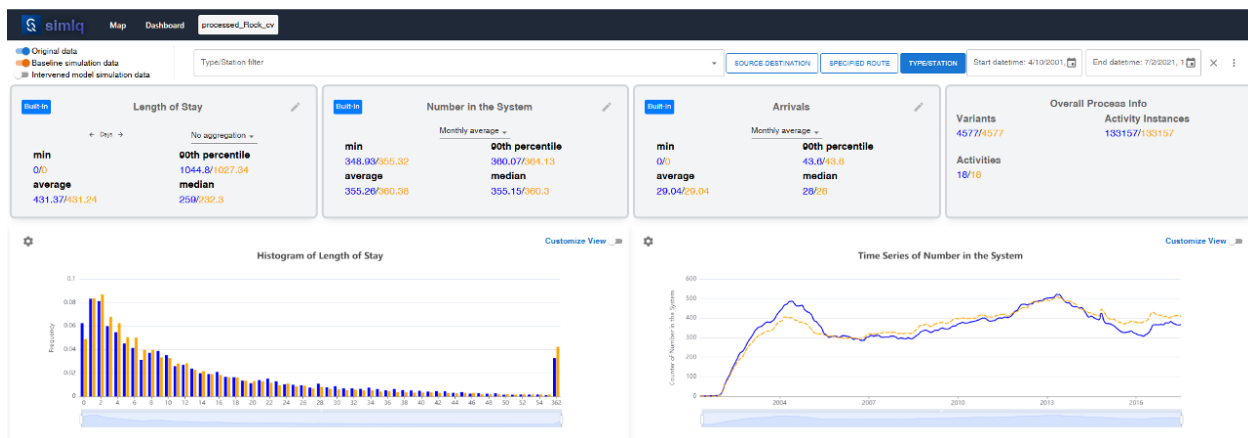 simiq Map Dashboard processed_Rock_cv
Original data
Baseline simulation data
Intervened model simulation data
Type/Station filter
SOURCE-DESTINATION SPECIFIED ROUTE TYPE/STATION
Start datetime: 4/10/2001,
End datetime: 7/2/2021, 1
Built-In Length of Stay
← Days → No aggregation
min 90th percentile
0/0 1044.8/1027.34
average median
431.37/431.24 259/232.3
Built-In Number in the System
Monthly average
min 90th percentile
348.93/355.32 360.07/364.13
average median
355.26/360.38 355.15/360.3
Built-In Arrivals
Monthly average
min 90th percentile
0/0 43.6/43.6
average median
29.04/29.04 28/28
Overall Process Info
Variants Activity Instances
4577/4577 133157/133157
Activities
18/18
Customize View
Histogram of Length of Stay
Frequency
0.1
0.08
0.06
0.04
0.02
0
0 2 4 6 8 10 12 14 16 18 20 22 24 26 28 30 32 34 36 38 40 42 44 46 48 50 52 54 362
Customize View
Time Series of Number in the System
Counter of Number in the System
600
500
400
300
200
100
0
2004 2007 2010 2013 2016